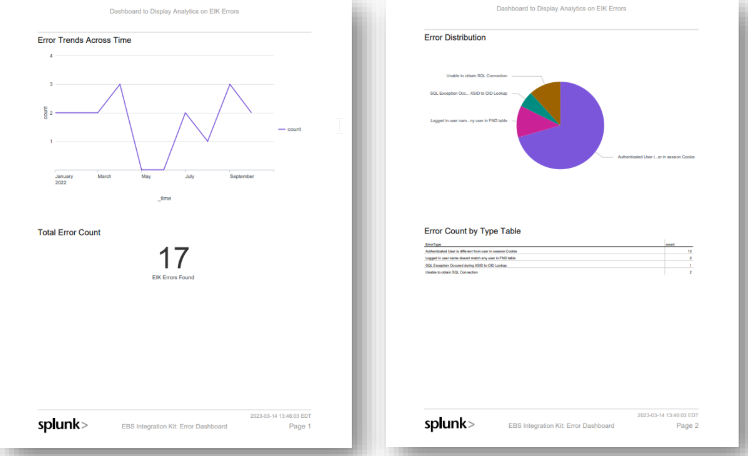 Dashboard to Display Analytics on EIK Errors
Error Trends Across Time
4
3
2
1
count
count
January
2022
March
May
July
September
_time
Total Error Count
17
EIK Errors Found
2023-03-14 13:46:03 EDT
splunk>
EBS Integration Kit: Error Dashboard
Page 1
Dashboard to Display Analytics on EIK Errors
Error Distribution
Unable to obtain SQL Connection
SQL Exception Occ... XSID to OID Lookup
Logged in user nam...ny user in FND table
Authenticated User i...er in session Cookie
Error Count by Type Table
ErrorType count
Authenticated User is different from user in session Cookie 12
Logged in user name doesnt match any user in FND table 2
SQL Exception Occured during XSID to OID Lookup 1
Unable to obtain SQL Connection 2
2023-03-14 13:46:03 EDT
splunk>
EBS Integration Kit: Error Dashboard
Page 2